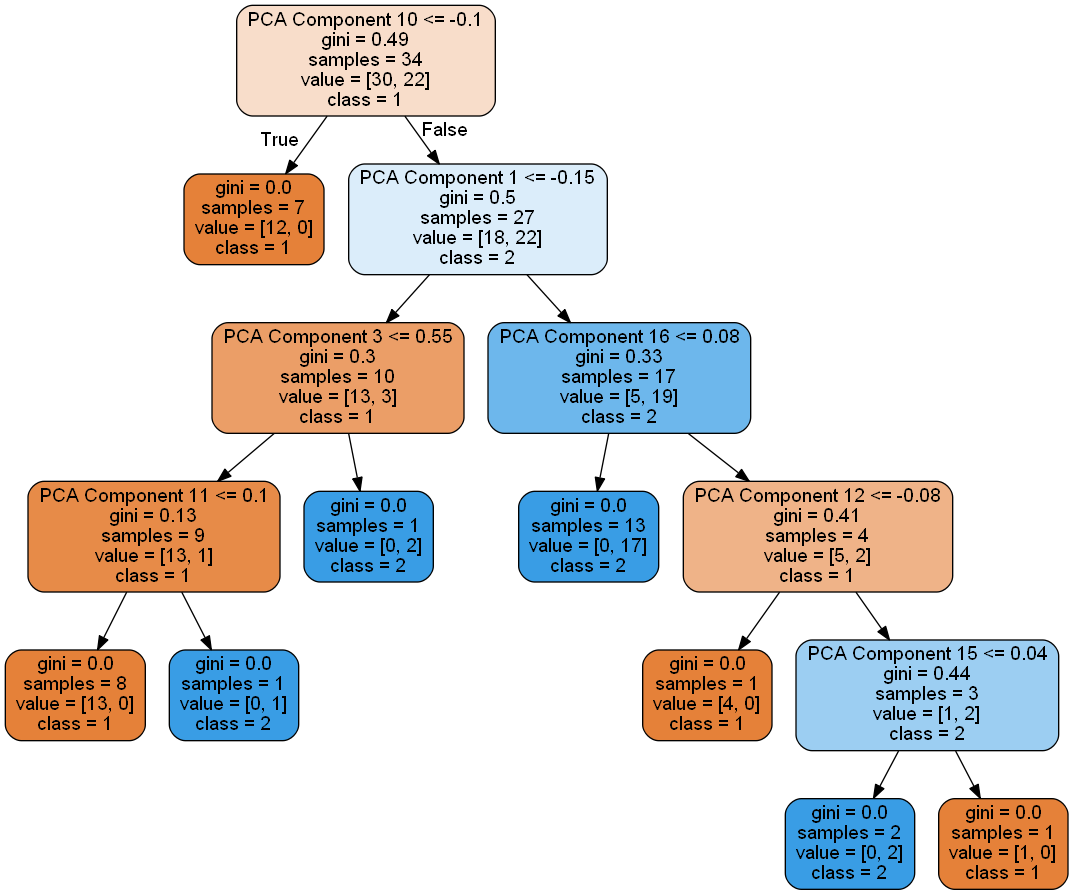 PCA Component 10 <= -0.1
gini = 0.49
samples = 34
value = [30, 22]
class = 1
True
False
gini = 0.0
samples = 7
value = [12, 0]
class = 1
PCA Component 1 <= -0.15
gini = 0.5
samples = 27
value = [18, 22]
class = 2
PCA Component 3 <= 0.55
gini = 0.3
samples = 10
value = [13, 3]
class = 1
PCA Component 16 <= 0.08
gini = 0.33
samples = 17
value = [5, 19]
class = 2
PCA Component 11 <= 0.1
gini = 0.13
samples = 9
value = [13, 1]
class = 1
gini = 0.0
samples = 1
value = [0, 2]
class = 2
gini = 0.0
samples = 13
value = [0, 17]
class = 2
PCA Component 12 <= -0.08
gini = 0.41
samples = 4
value = [5, 2]
class = 1
gini = 0.0
samples = 8
value = [13, 0]
class = 1
gini = 0.0
samples = 1
value = [0, 1]
class = 2
gini = 0.0
samples = 1
value = [4, 0]
class = 1
PCA Component 15 <= 0.04
gini = 0.44
samples = 3
value = [1, 2]
class = 2
gini = 0.0
samples = 2
value = [0, 2]
class = 2
gini = 0.0
samples = 1
value = [1, 0]
class = 1